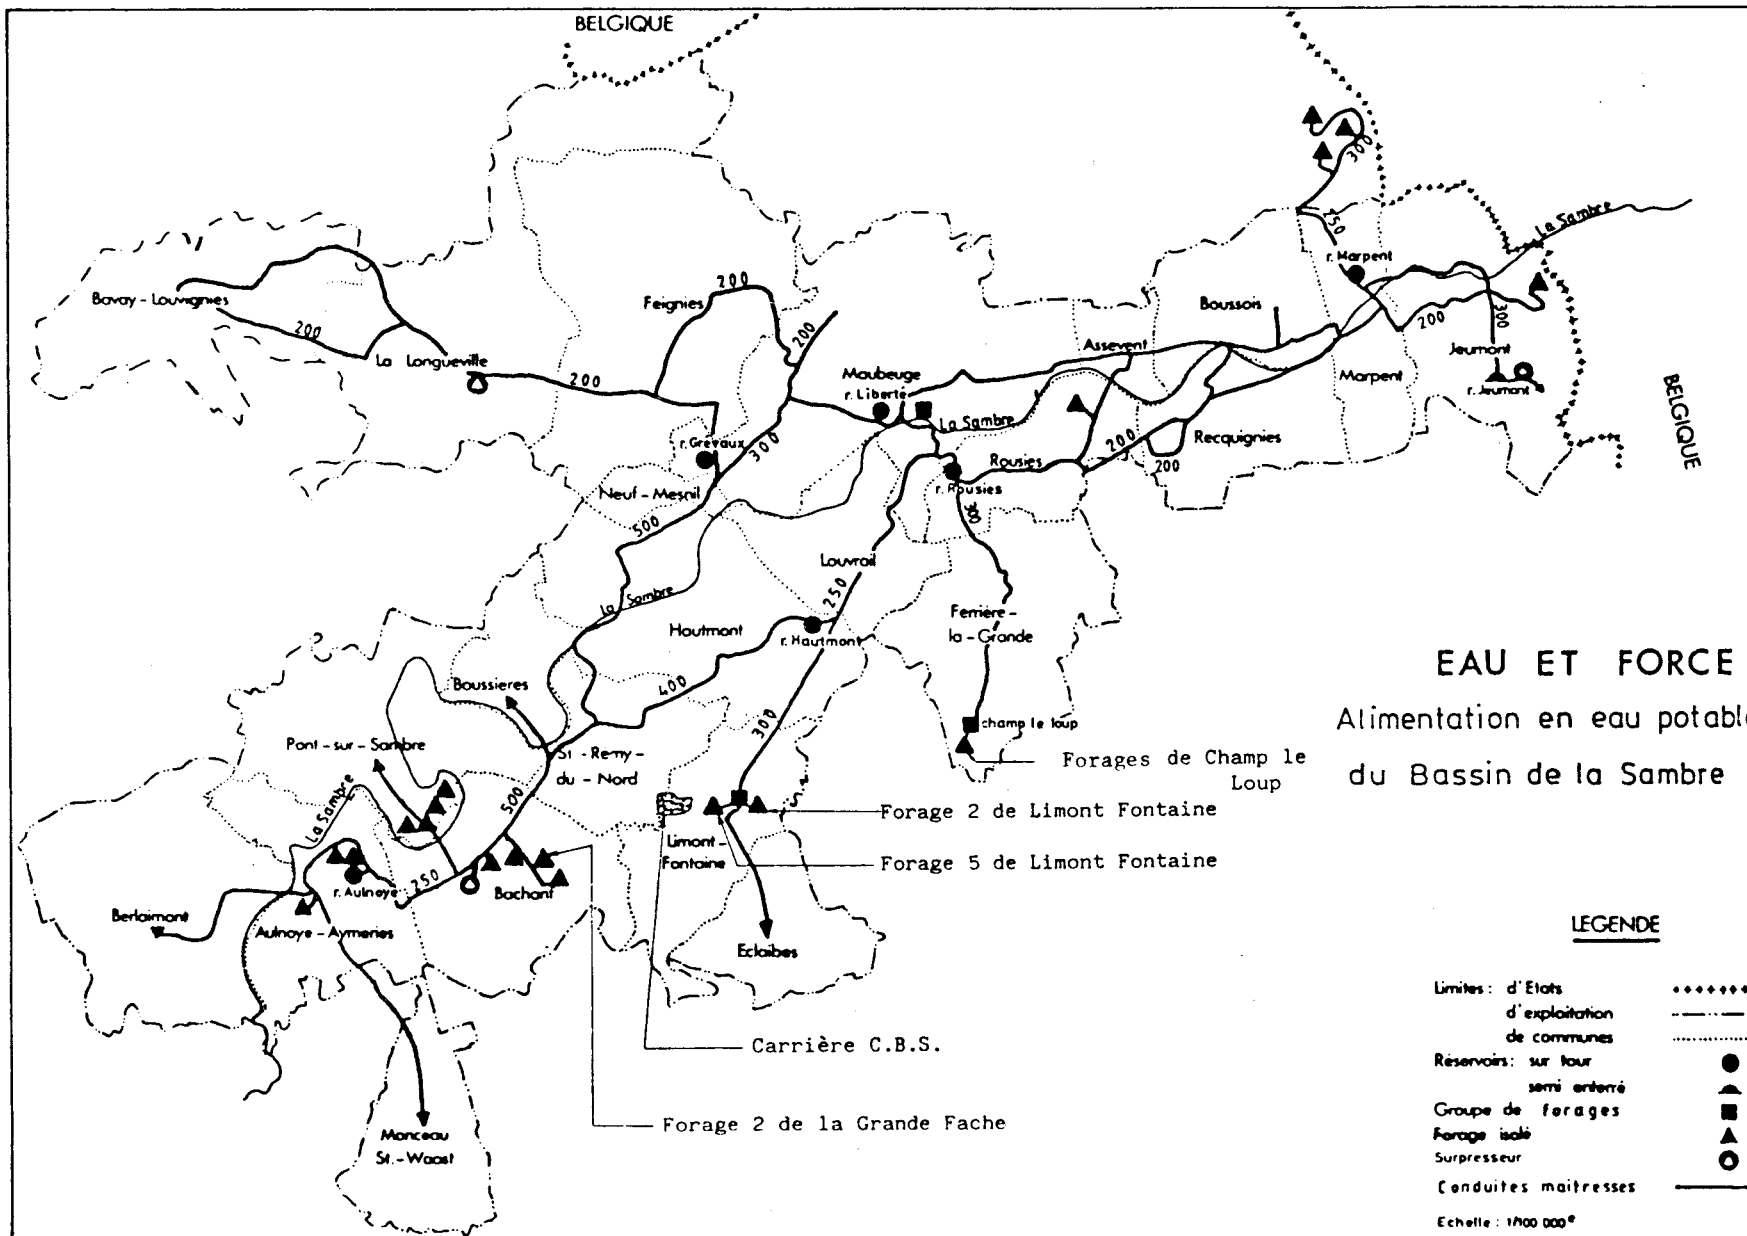 BELGIQUE
300
250
La Sambre
r. Marpent
Bavay - Louvignies
200
Feignies
200
200
Boussois
200
300
La Longueville
200
Assevent
Jeumont
r. Jeumont
Maubeuge
r. Liberté
Marpent
BELGIQUE
La Sambre
r. Grévaux
300
Recquignies
200
200
Rousies
r. Rousies
Neuf - Mesnil
500
300
Louvroil
250
La Sambre
Hautmont
r. Hautmont
Ferrière -
la - Grande
EAU ET FORCE
Alimentation en eau potabl
du Bassin de la Sambre
Boussieres
400
300
champ le loup
Pont - sur - Sambre
St - Remy -
du - Nord
Forages de Champ le
Loup
500
La Sambre
Forage 2 de Limont Fontaine
Limont -
Fontaine
Forage 5 de Limont Fontaine
r. Aulnoye
250
Bachant
Berlaimont
Aulnoye - Aymeries
Eclaibes
Carrière C.B.S.
Forage 2 de la Grande Fache
Monceau
St. - Waast
LEGENDE
Limites : d'Etats
d'exploitation
de communes
Réservoirs : sur tour
semi enterré
Groupe de forages
Forage isolé
Surpresseur
Conduites maitresses
Echelle : 1/100 000e